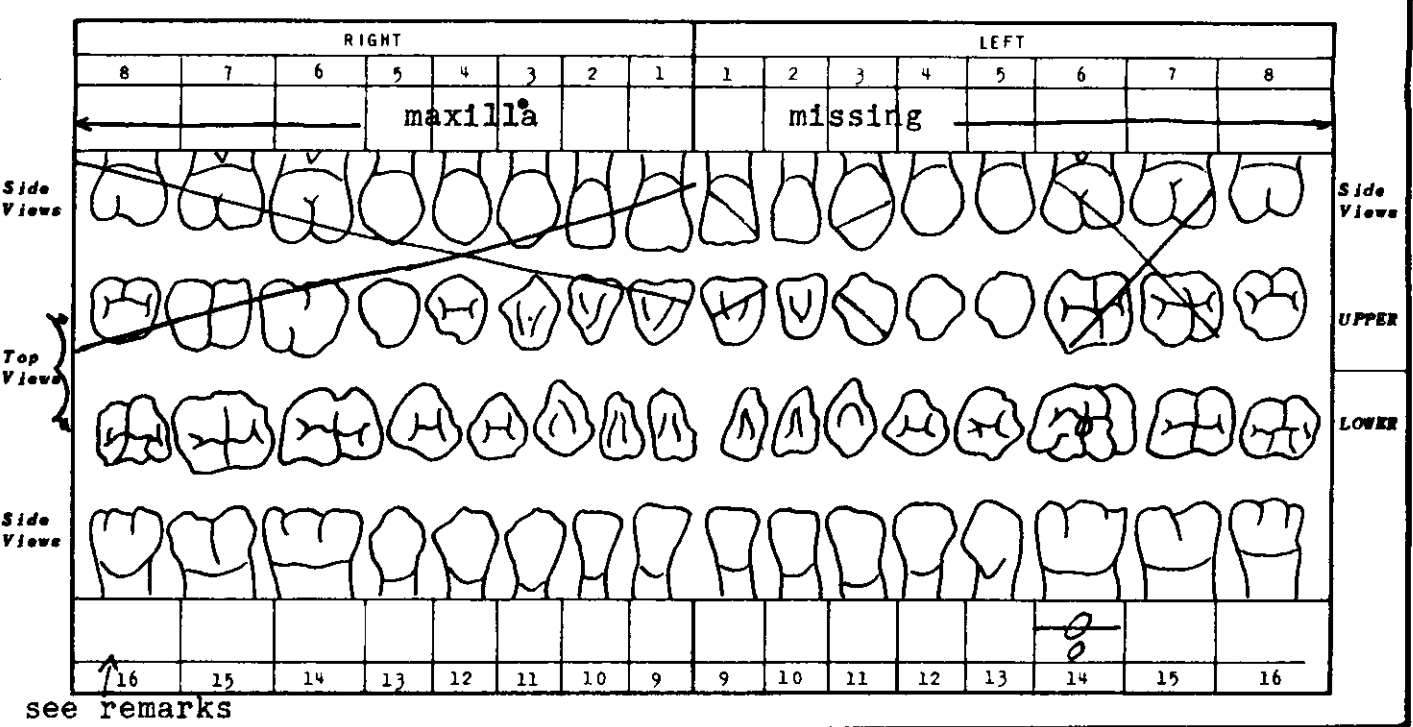 RIGHT LEFT
8 7 6 5 4 3 2 1 1 2 3 4 5 6 7 8
maxilla missing
Side Views Side Views
UPPER
Top Views
LOWER
Side Views
16 15 14 13 12 11 10 9 9 10 11 12 13 14 15 16
see remarks